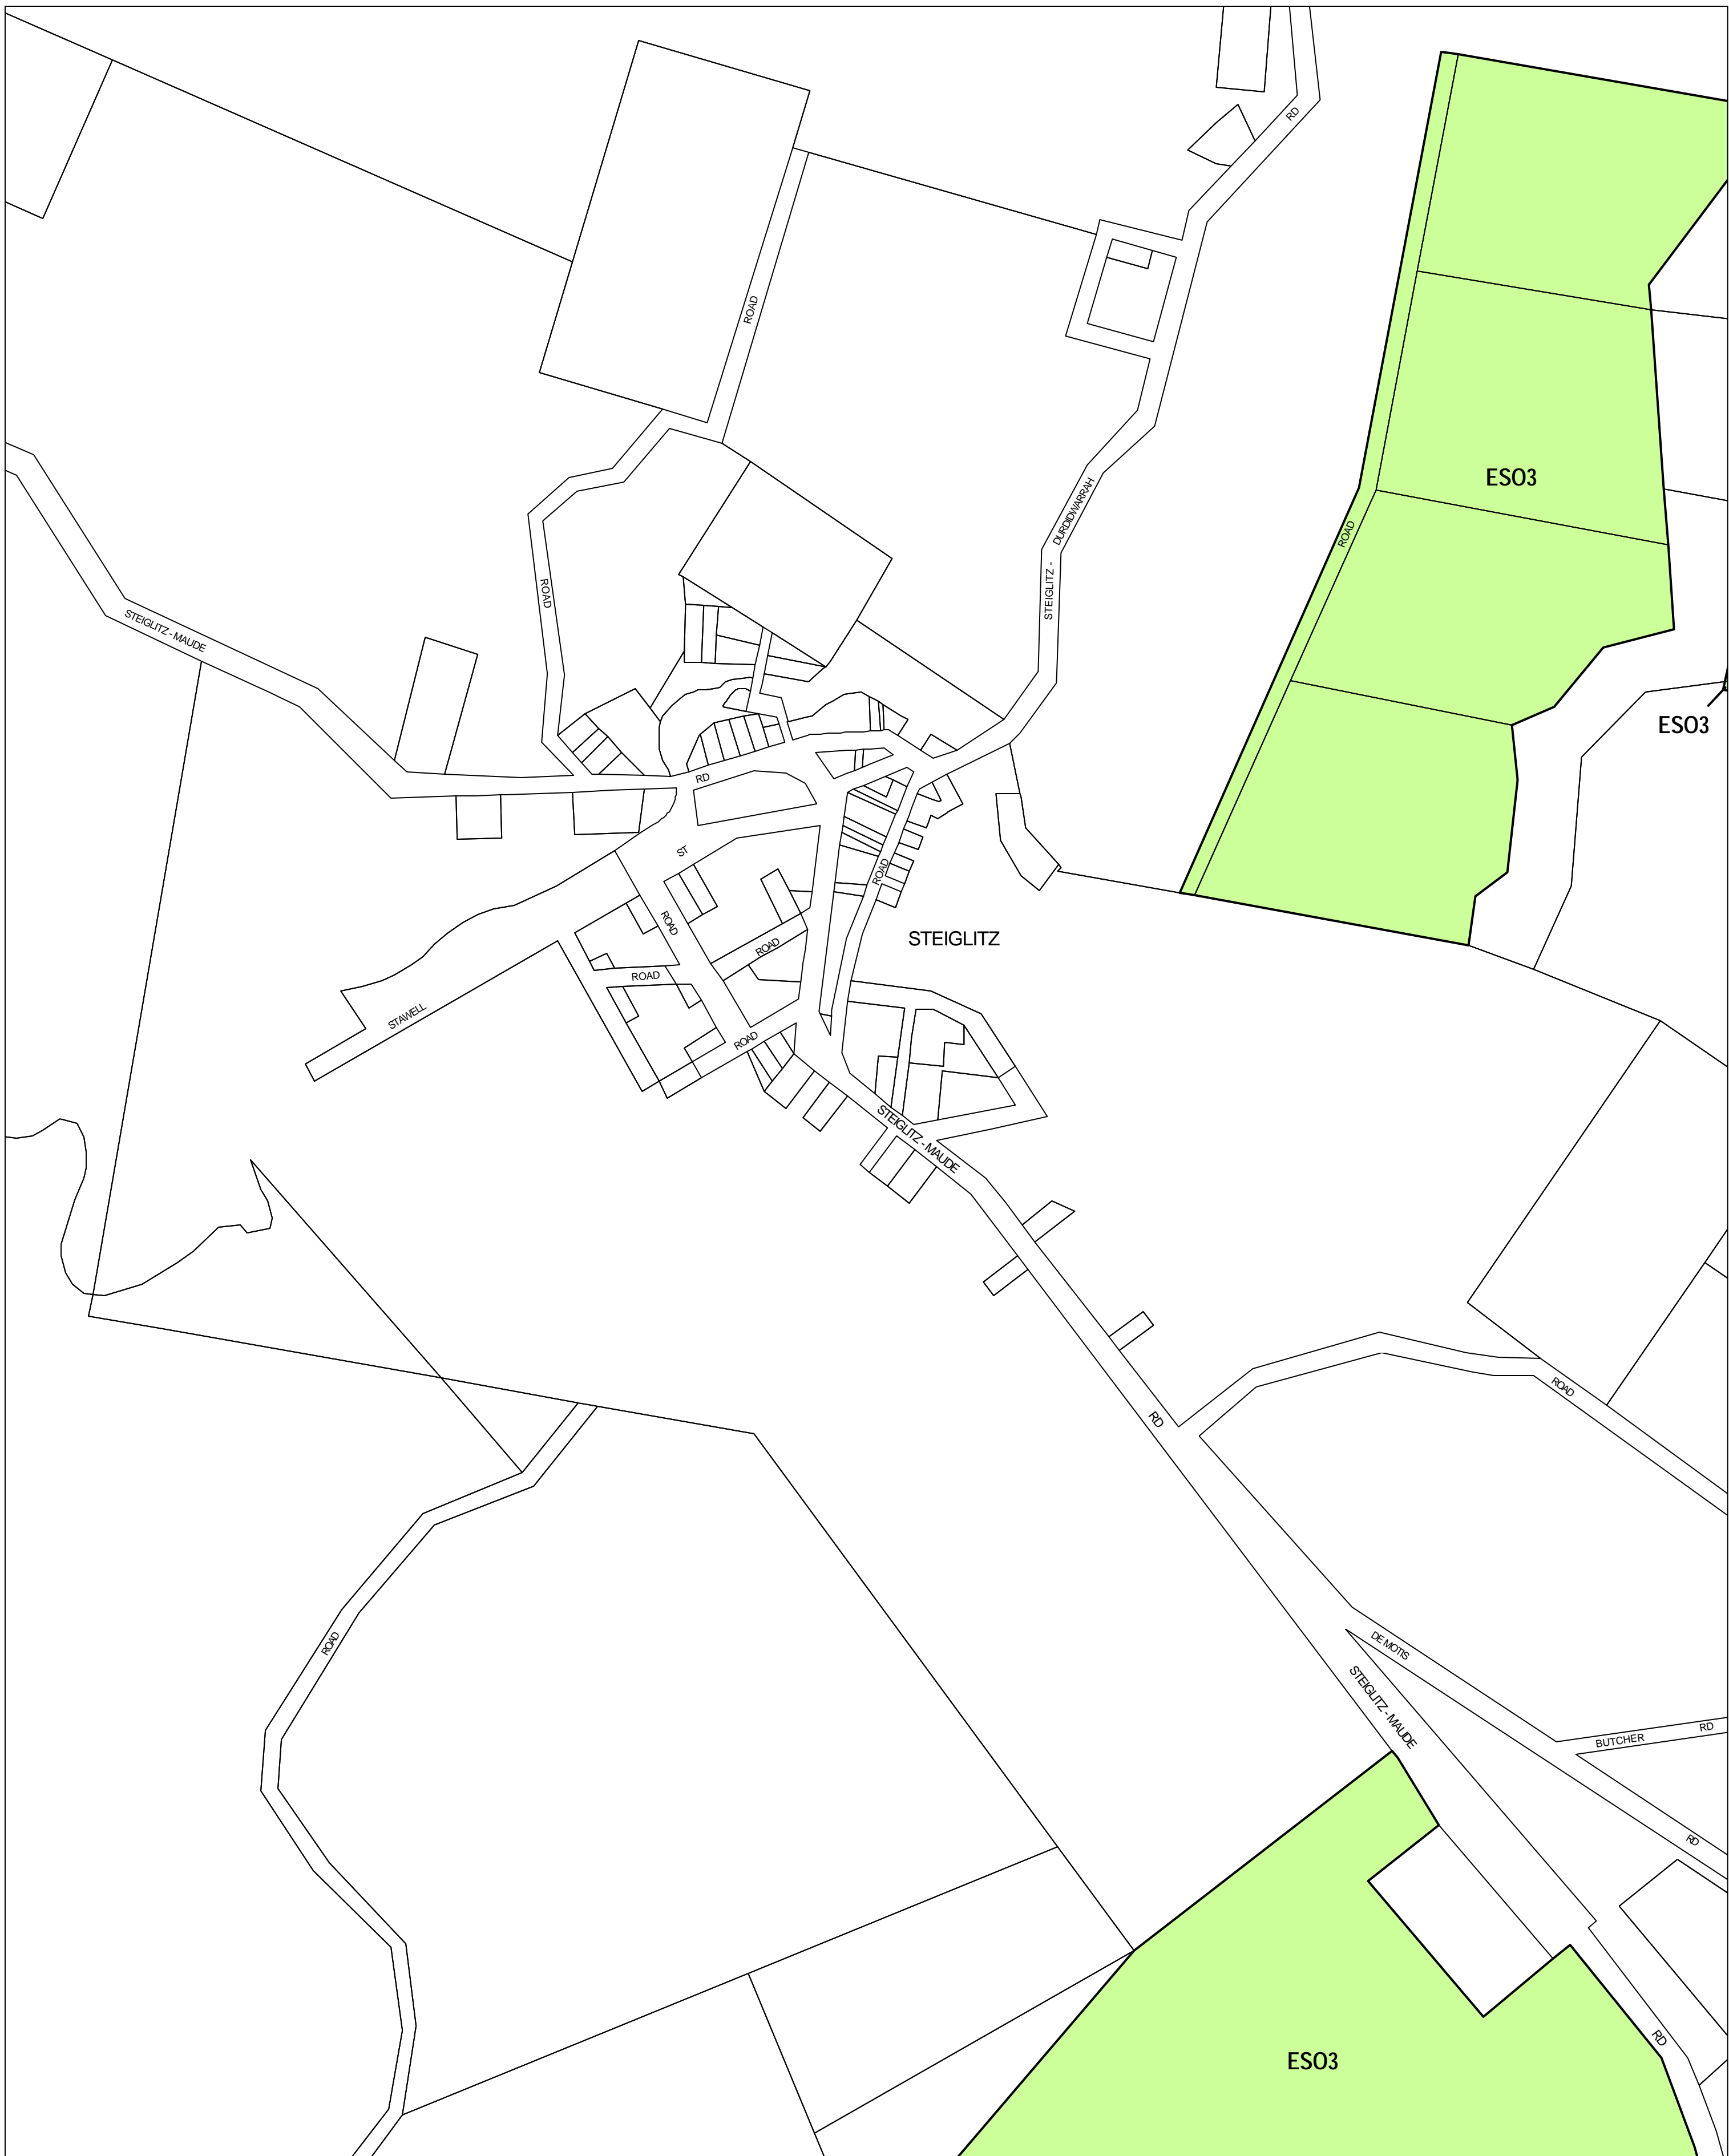 RD
ROAD
ESO3
DURDIDWARRAH
STEIGLITZ -
ROAD
ROAD
STEIGLITZ - MAUDE
ESO3
RD
ST
ROAD
ROAD
STEIGLITZ
ROAD
ROAD
STAWELL
ROAD
STEIGLITZ - MAUDE
ROAD
RD
ROAD
DE MOTIS
STEIGLITZ - MAUDE
BUTCHER
RD
RD
RD
ESO3